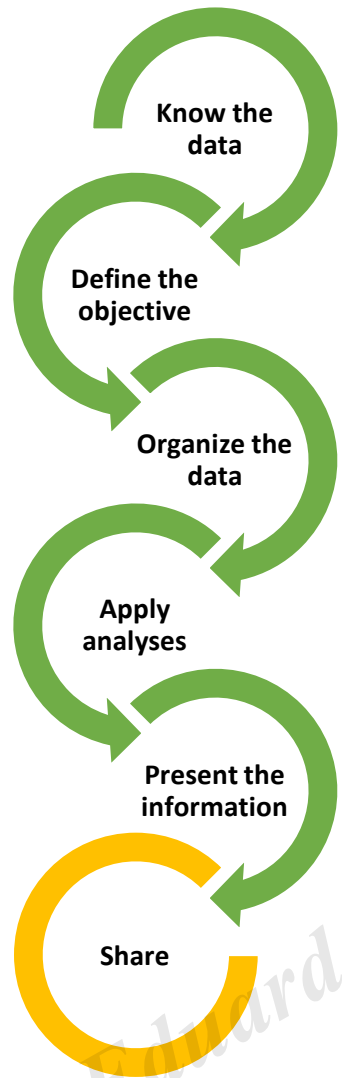 Know the
data
Define the
objective
Organize the
data
Apply
analyses
Present the
information
Share
Eduard